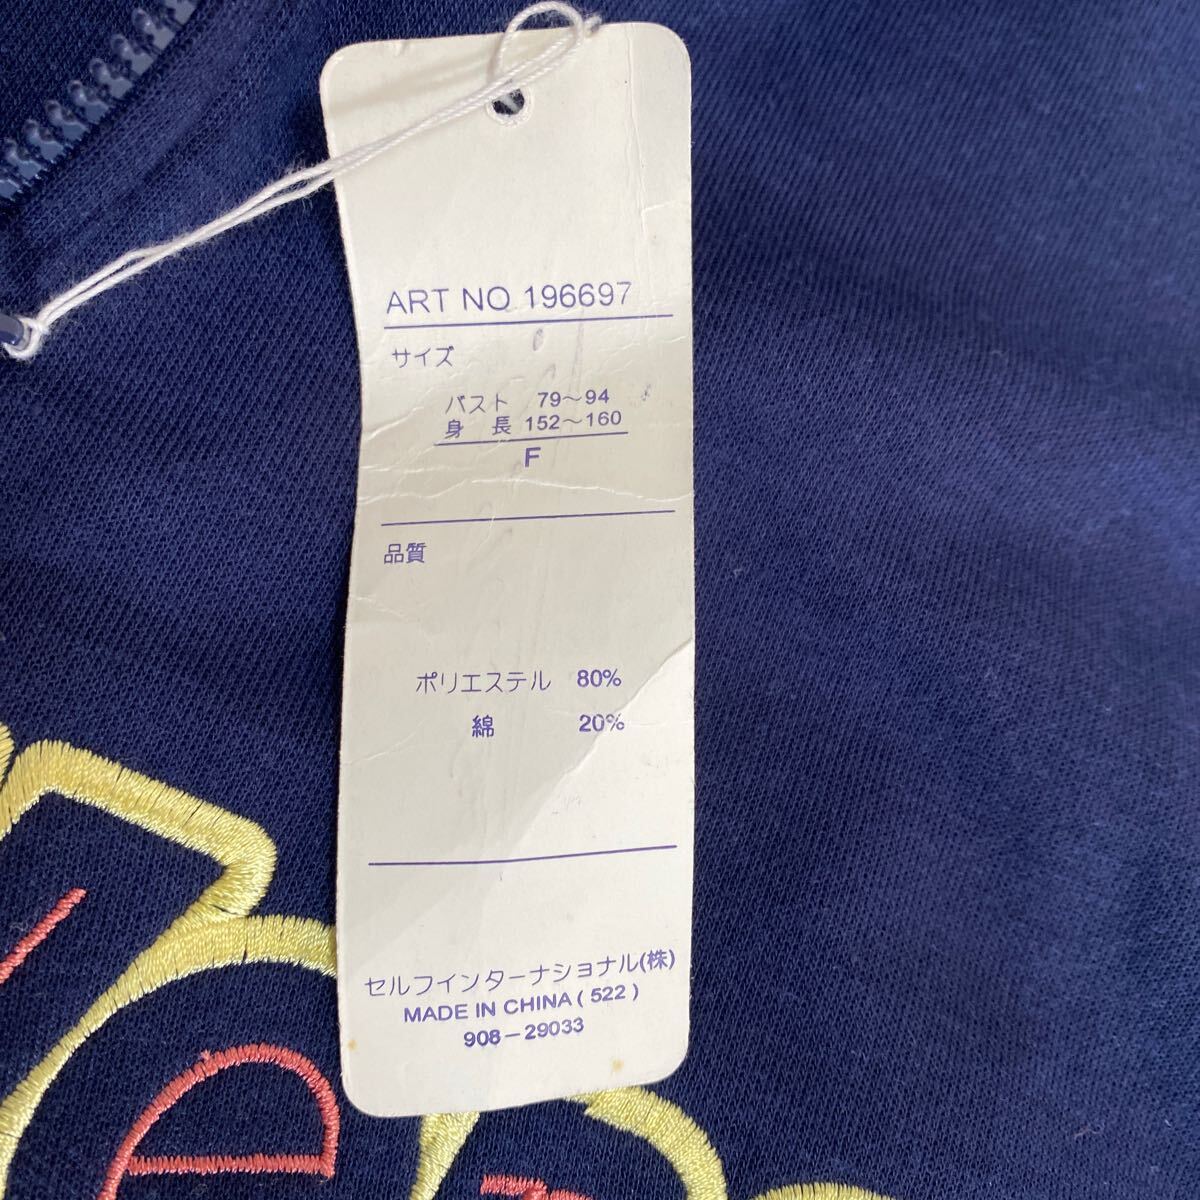 ART NO 196697
サイズ
バスト 79～94
身長 152～160
F
品質
ポリエステル 80%
綿 20%
セルフインターナショナル(株)
MADE IN CHINA ( 522 )
908－29033